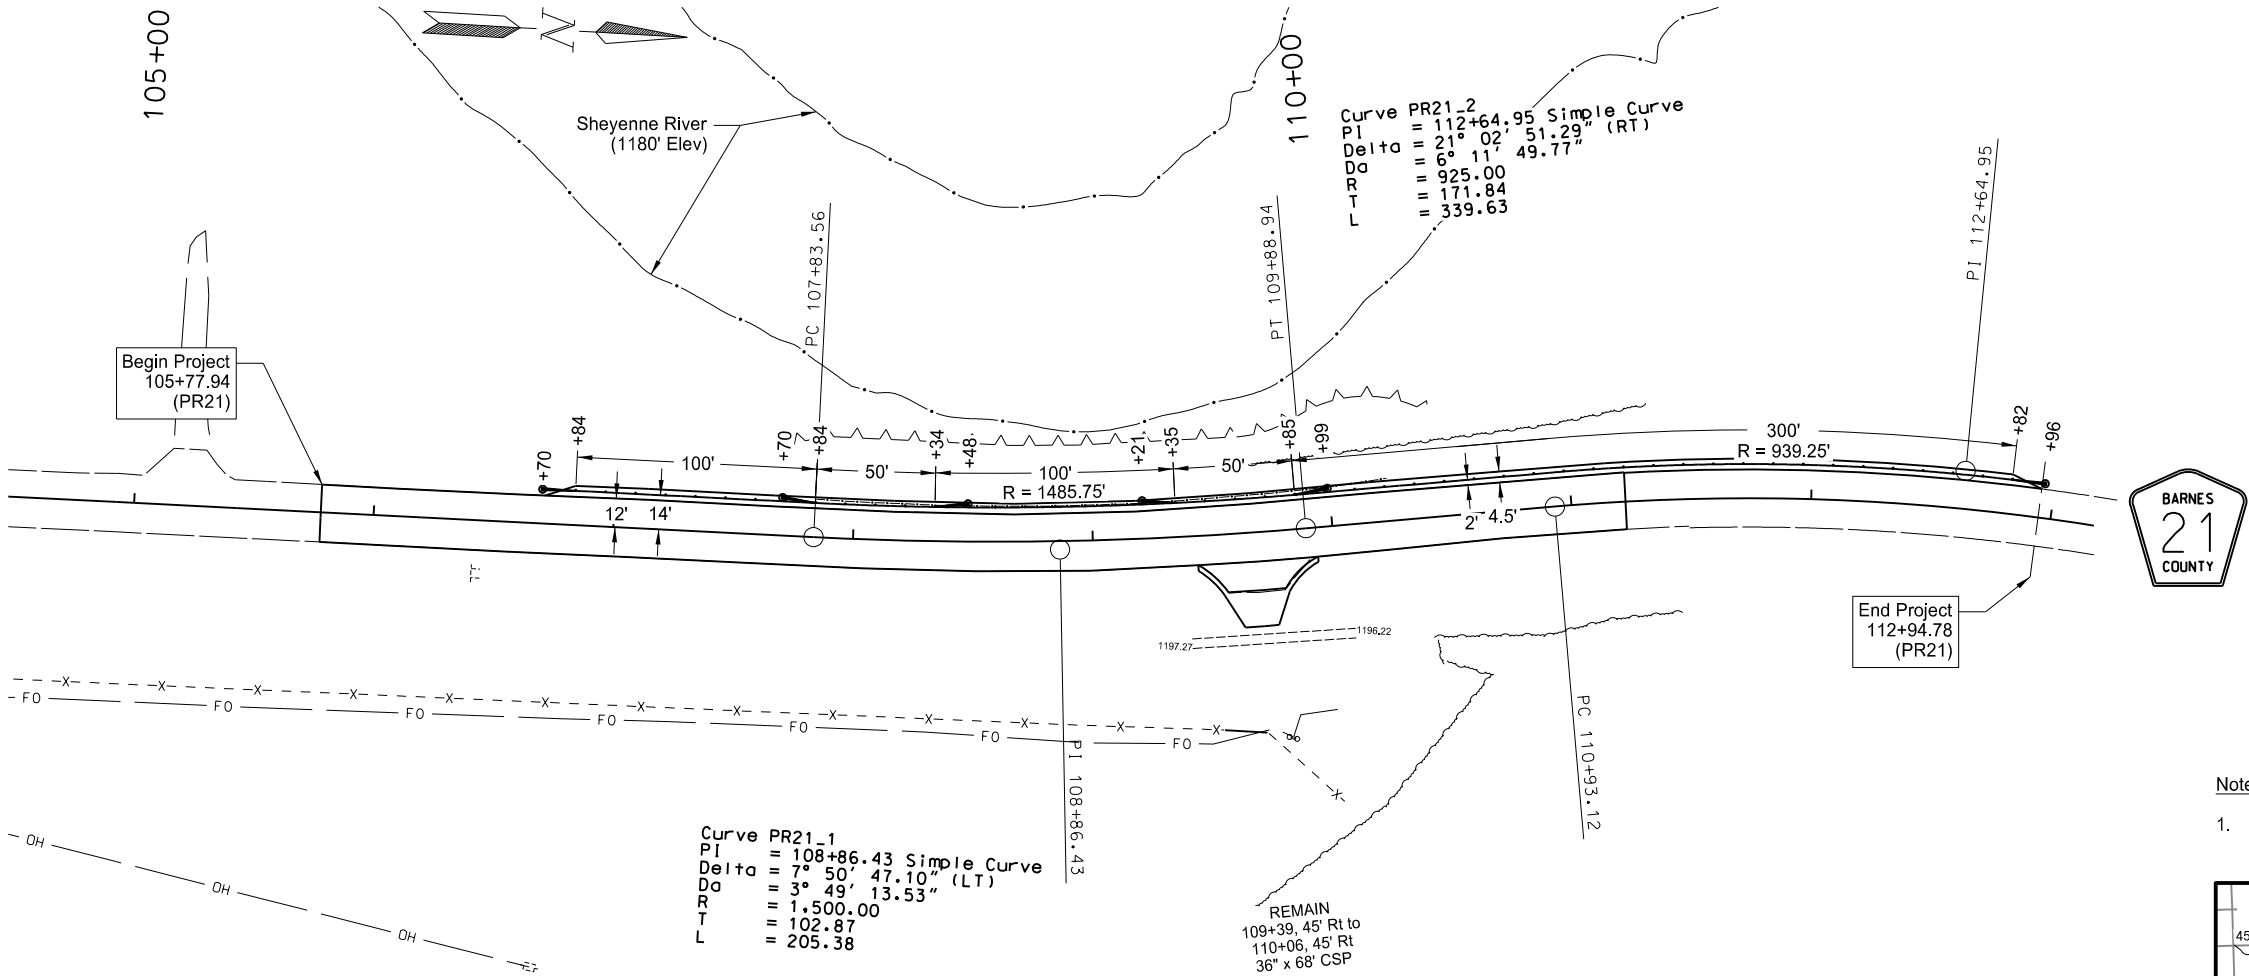 105+00
N
110+00
Sheyenne River
(1180' Elev)
Curve PR21_2
PI = 112+64.95 Simple Curve
Delta = 21° 02' 51.29" (RT)
Da = 6° 11' 49.77"
R = 925.00
T = 171.84
L = 339.63
PC 107+83.56
PT 109+88.94
PI 112+64.95
Begin Project
105+77.94
(PR21)
+70
+84
+70
+84
+34
+48
+21
+35
+85
+99
+82
+96
100'
50'
100'
50'
300'
R = 1485.75'
R = 939.25'
12'
14'
2'
4.5'
BARNES
21
COUNTY
End Project
112+94.78
(PR21)
1197.27
1196.22
X X X X X X X X X X X X X X
FO FO FO FO FO FO FO
PI 108+86.43
PC 110+93.12
OH OH OH
Curve PR21_1
PI = 108+86.43 Simple Curve
Delta = 7° 50' 47.10" (LT)
Da = 3° 49' 13.53"
R = 1,500.00
T = 102.87
L = 205.38
REMAIN
109+39, 45' Rt to
110+06, 45' Rt
36" x 68' CSP
Note
1.
45